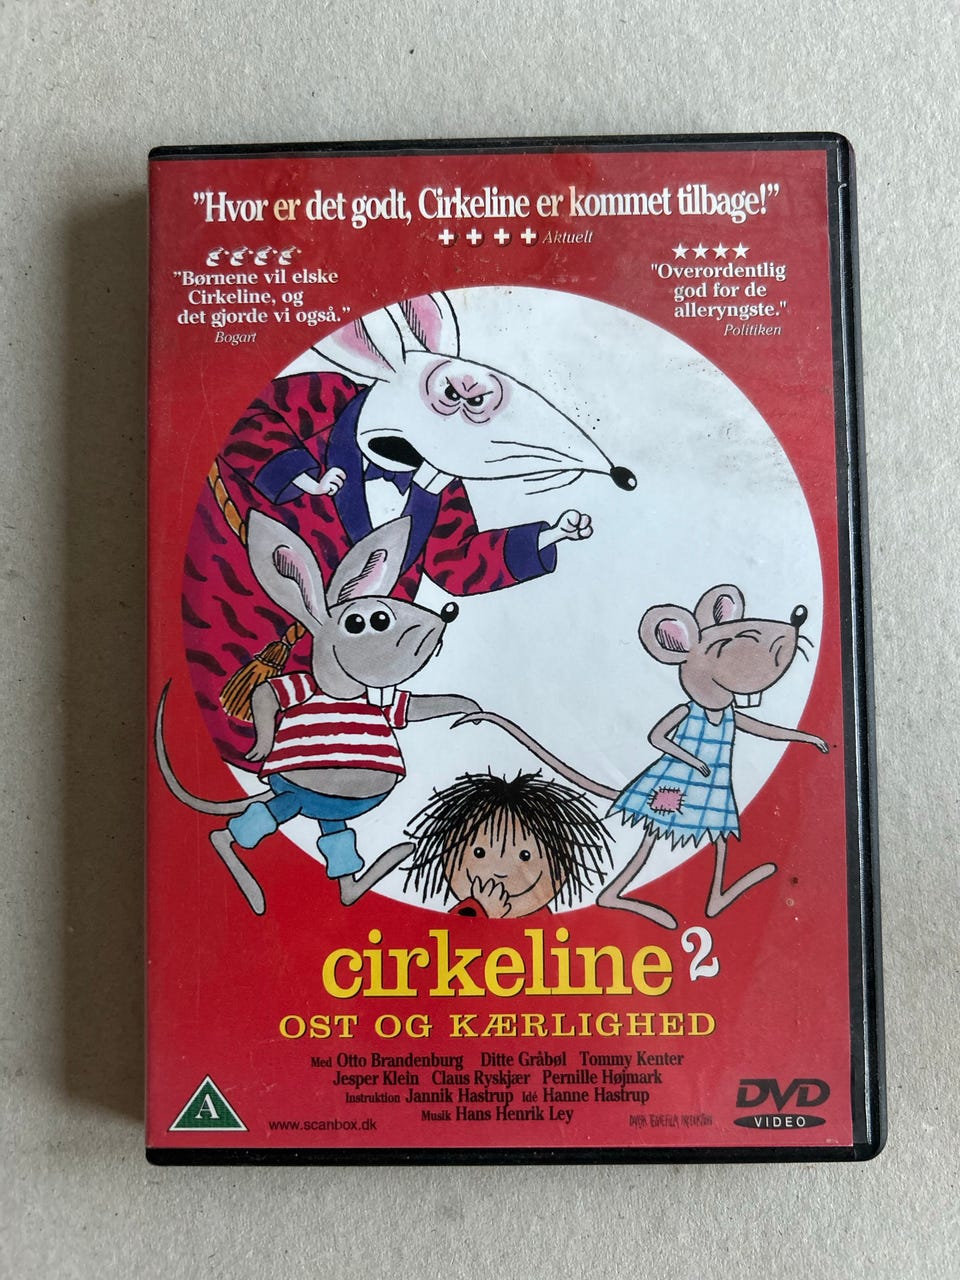 "Hvor er det godt, Cirkeline er kommet tilbage!"
Aktuelt
"Børnene vil elske
Cirkeline, og
det gjorde vi også."
Bogart
"Overordentlig
god for de
alleryngste."
Politiken
cirkeline 2
OST OG KÆRLIGHED
Med Otto Brandenburg Ditte Gråbøl Tommy Kenter
Jesper Klein Claus Ryskjær Pernille Højmark
Instruktion Jannik Hastrup Idé Hanne Hastrup
Musik Hans Henrik Ley
A
www.scanbox.dk
DANSK TEGNEFILM PRODUKTION
DVD
VIDEO